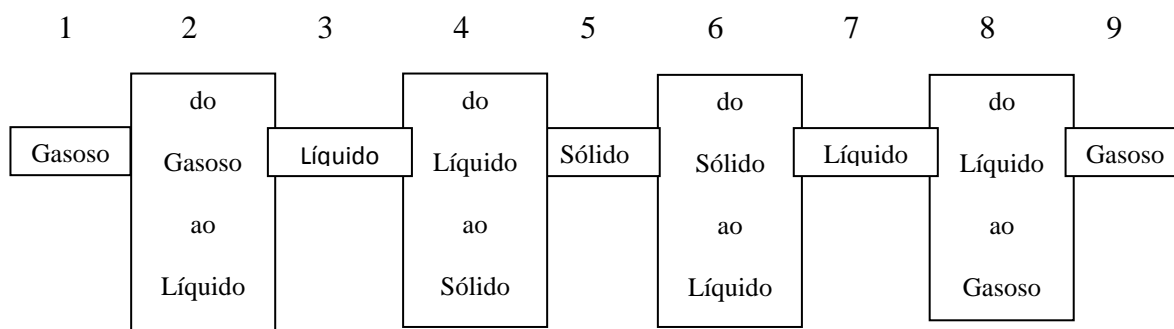 1 2 3 4 5 6 7 8 9
do do do do
Gasoso Gasoso Líquido Líquido Sólido Sólido Líquido Líquido Gasoso
ao ao ao ao
Líquido Sólido Líquido Gasoso